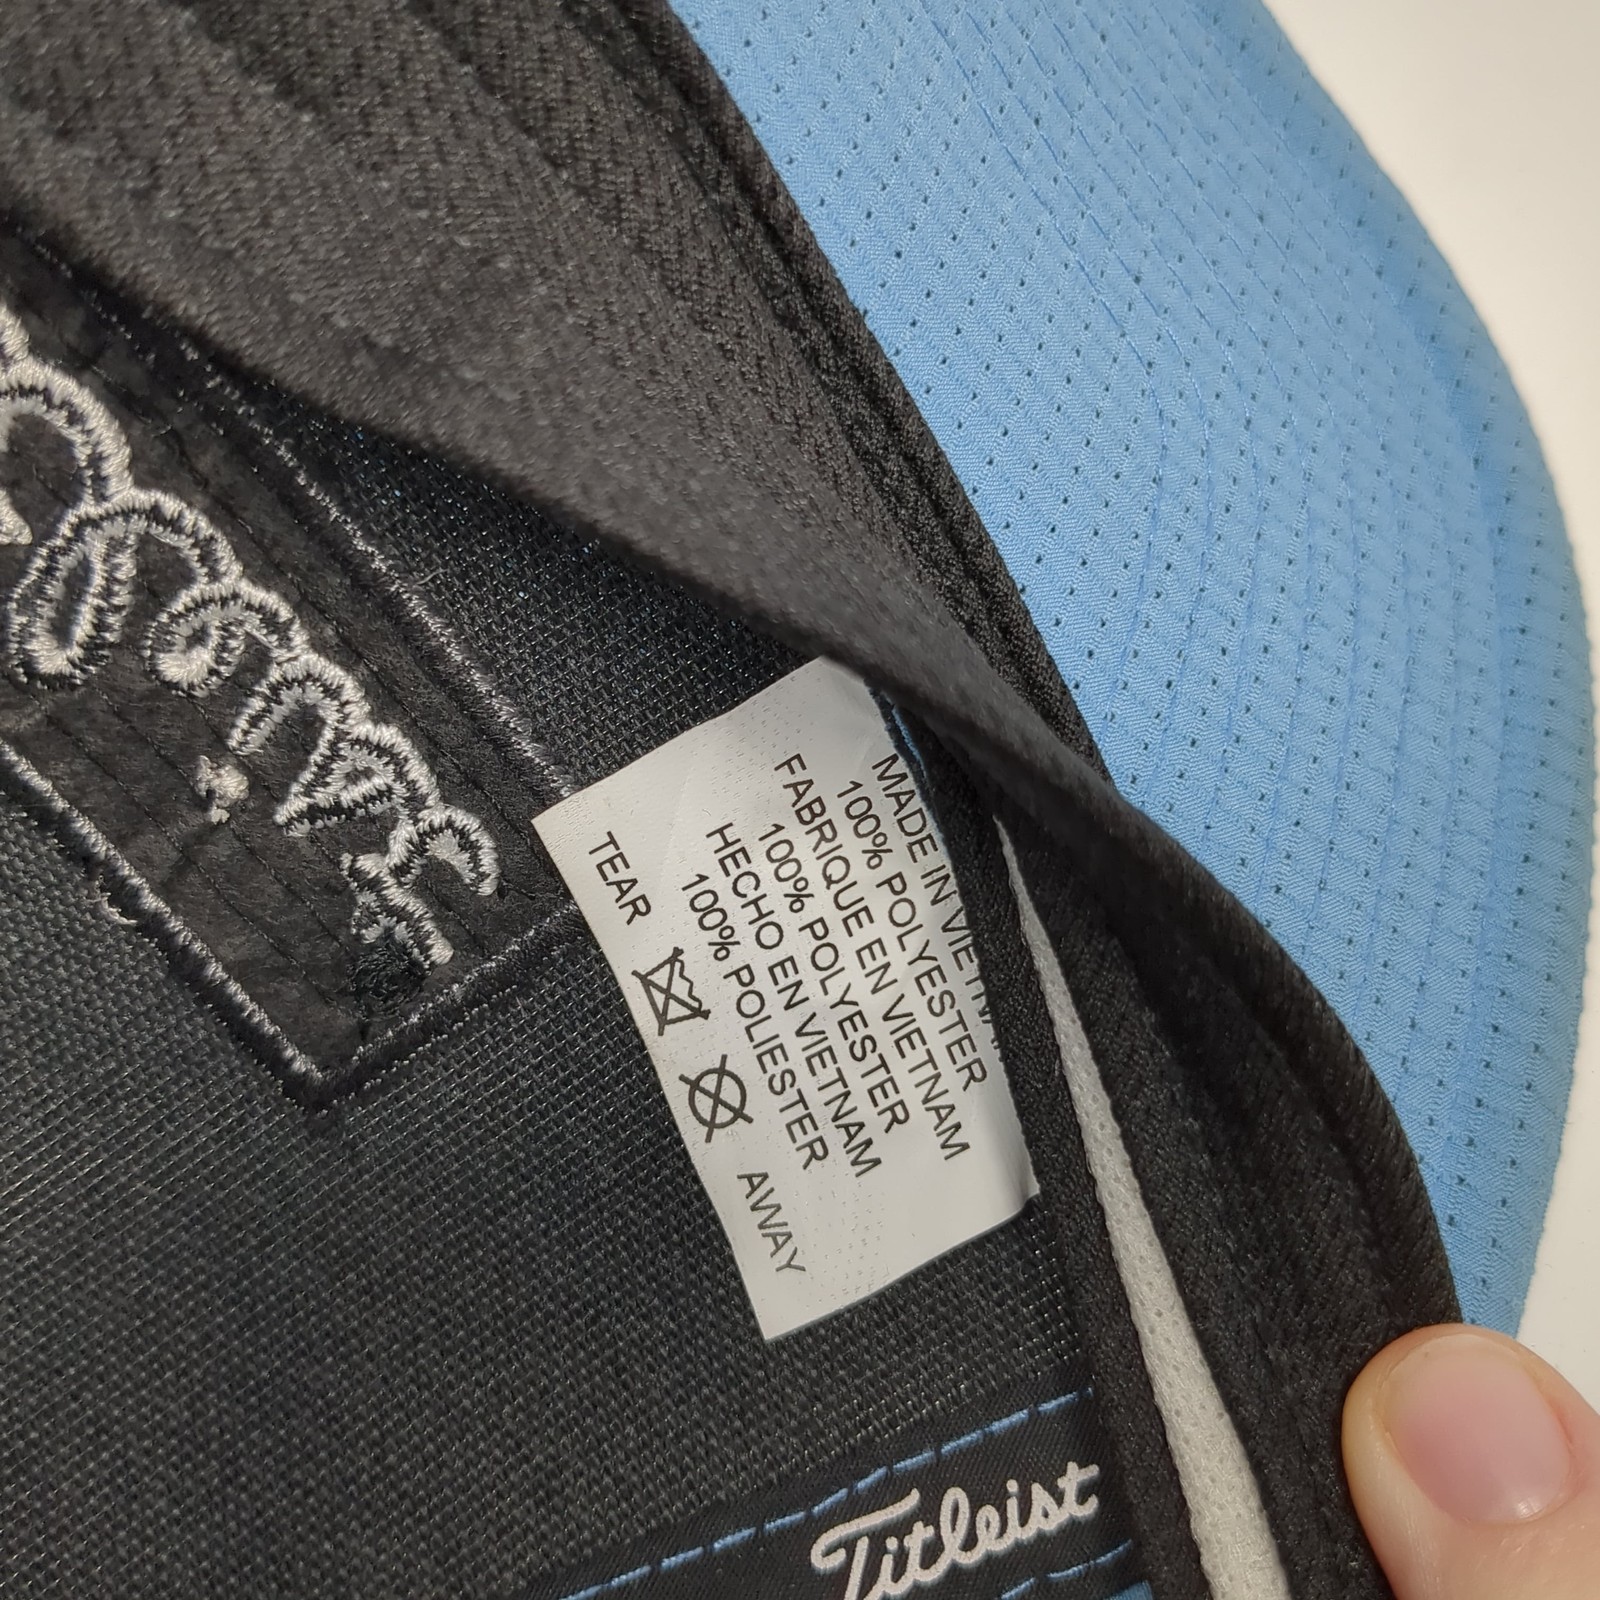 MADE IN VIETNAM
100% POLYESTER
FABRIQUE EN VIETNAM
100% POLYESTER
HECHO EN VIETNAM
100% POLIESTER
TEAR AWAY
Titleist